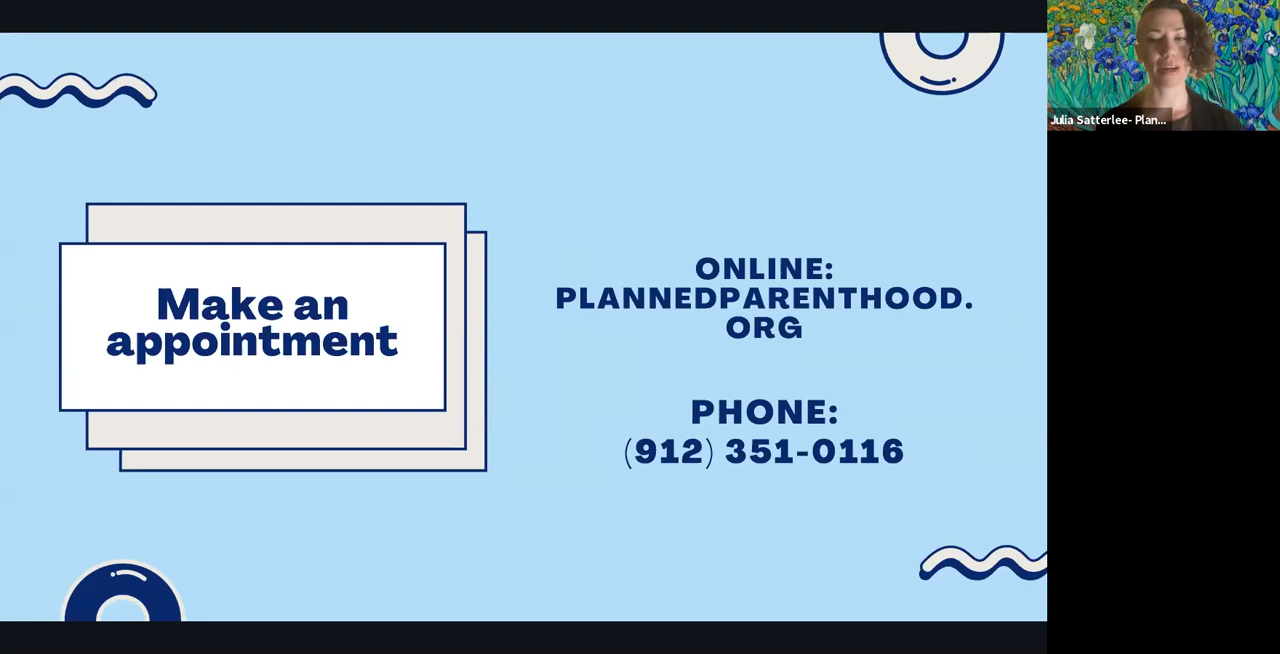 Make an
appointment
ONLINE:
PLANNEDPARENTHOOD.
ORG
PHONE:
(912) 351-0116
Julia Satterlee- Plan...